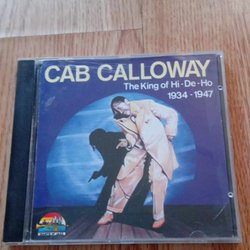 CAB CALLOWAY
The King of Hi-De-Ho
1934-1947